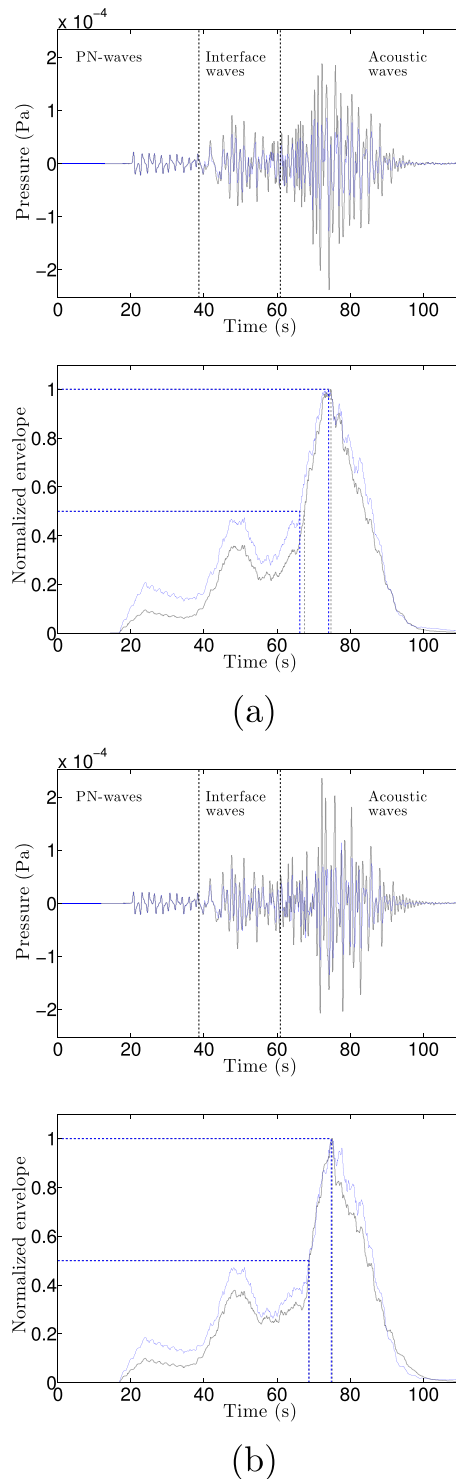 x 10⁻⁴
PN-waves
Interface
waves
Acoustic
waves
2
1
0
−1
−2
Pressure (Pa)
0 20 40 60 80 100
Time (s)
1
0.8
0.6
0.4
0.2
0
Normalized envelope
0 20 40 60 80 100
Time (s)
(a)
x 10⁻⁴
PN-waves
Interface
waves
Acoustic
waves
2
1
0
−1
−2
Pressure (Pa)
0 20 40 60 80 100
Time (s)
1
0.8
0.6
0.4
0.2
0
Normalized envelope
0 20 40 60 80 100
Time (s)
(b)